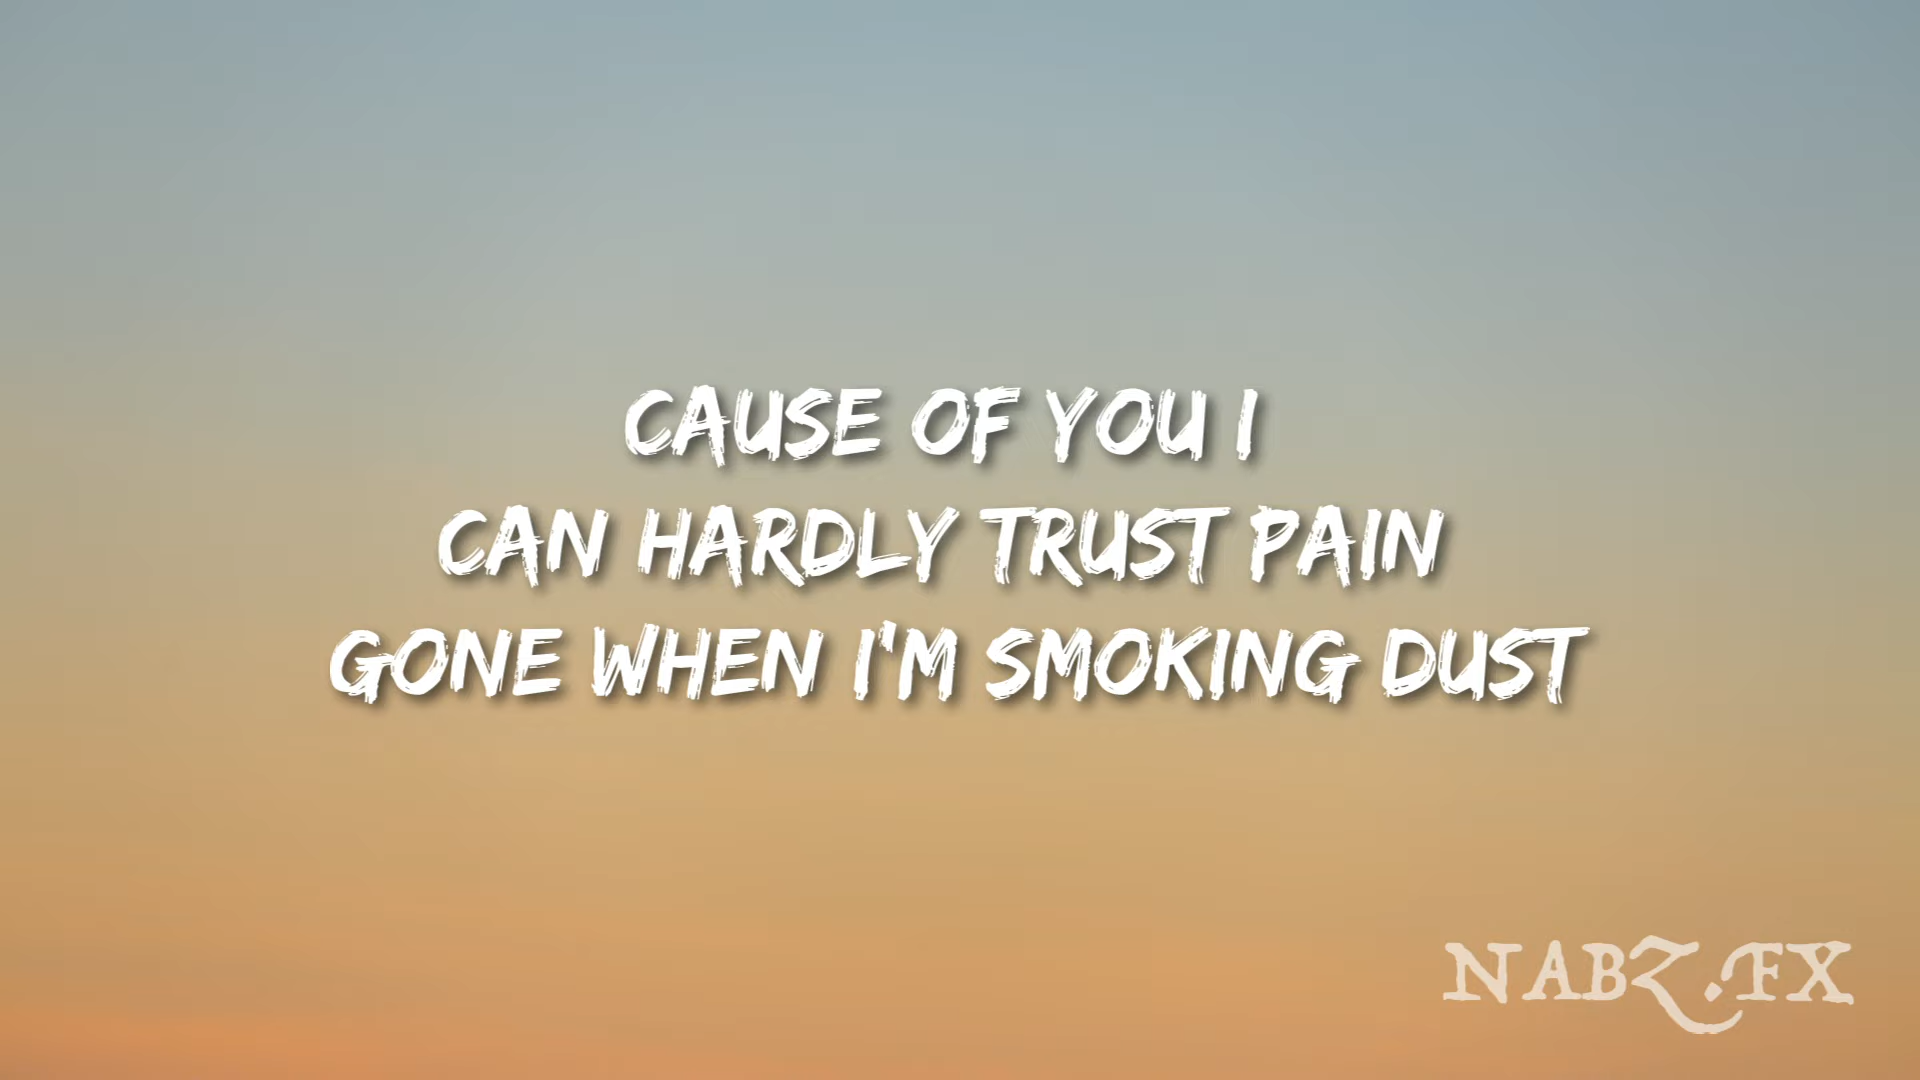 CAUSE OF YOU I
CAN HARDLY TRUST PAIN
GONE WHEN I'M SMOKING DUST
NABZ.FX